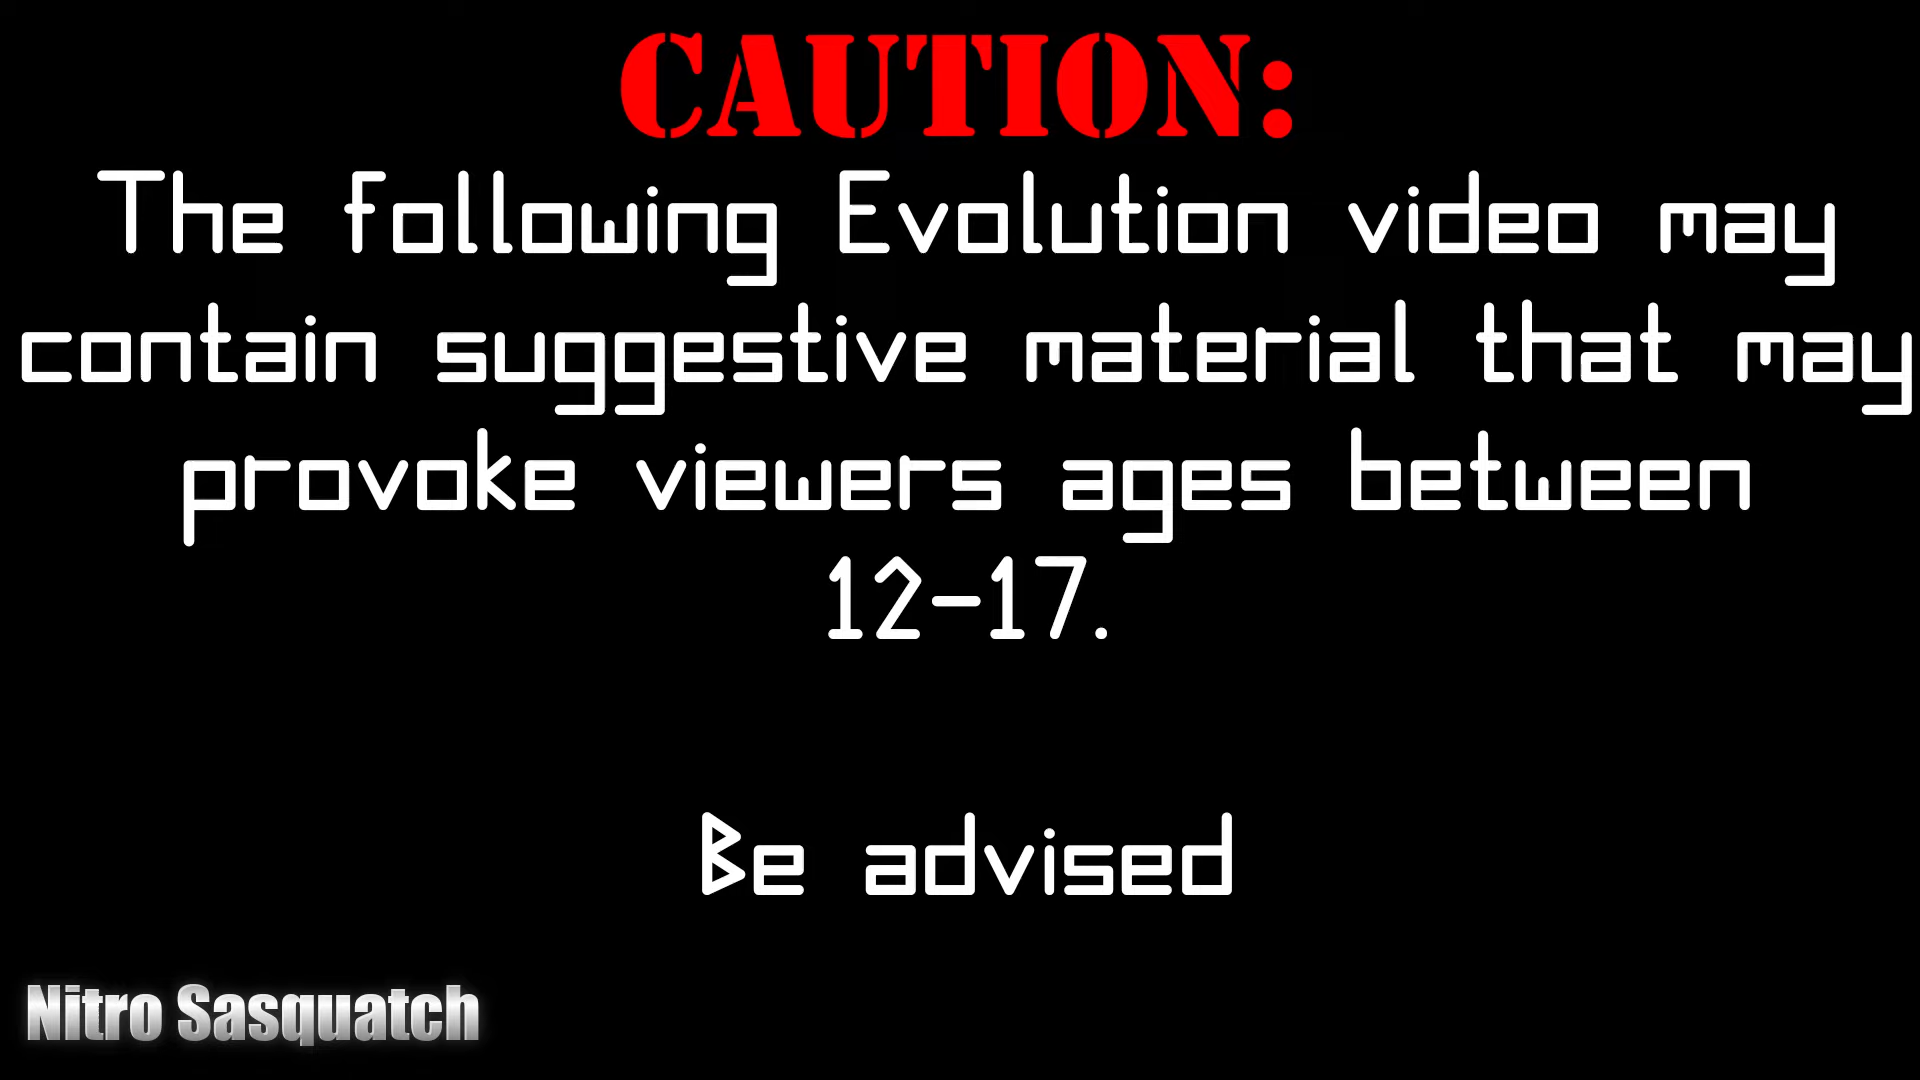 CAUTION:
The following Evolution video may
contain suggestive material that may
provoke viewers ages between
12-17.
Be advised
Nitro Sasquatch